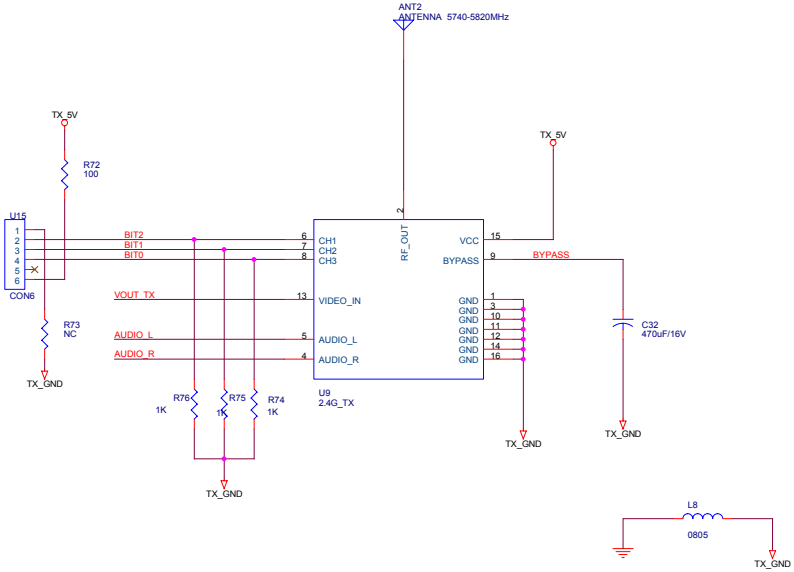 ANT2
ANTENNA 5740-5820MHz
TX_5V
R72
100
TX_5V
U15
1
2
3
4
5
6
CON6
BIT2
BIT1
BIT0
VOUT_TX
AUDIO_L
AUDIO_R
6
7
8
13
5
4
CH1
CH2
CH3
VIDEO_IN
AUDIO_L
AUDIO_R
2
RF_OUT
VCC
BYPASS
GND
GND
GND
GND
GND
GND
GND
15
9
1
3
10
11
12
14
16
BYPASS
C32
470uF/16V
R73
NC
TX_GND
U9
2.4G_TX
R76
1K
R75
1K
R74
1K
TX_GND
TX_GND
TX_GND
L8
0805
TX_GND